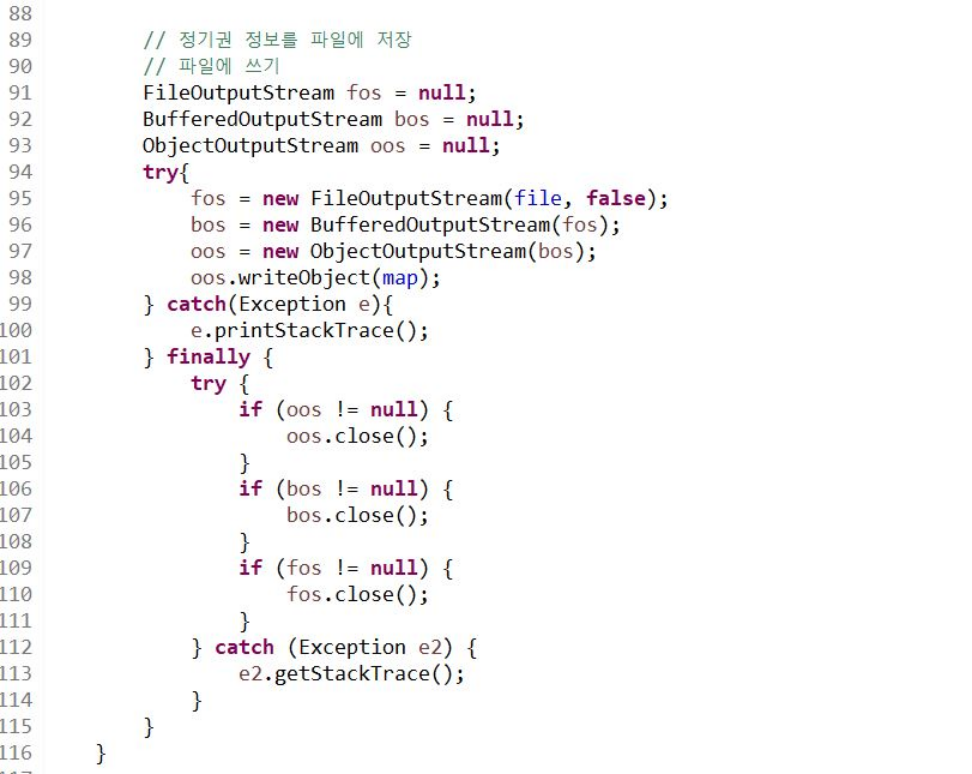 88
89 // 정기권 정보를 파일에 저장
90 // 파일에 쓰기
91 FileOutputStream fos = null;
92 BufferedOutputStream bos = null;
93 ObjectOutputStream oos = null;
94 try{
95 fos = new FileOutputStream(file, false);
96 bos = new BufferedOutputStream(fos);
97 oos = new ObjectOutputStream(bos);
98 oos.writeObject(map);
99 } catch(Exception e){
100 e.printStackTrace();
101 } finally {
102 try {
103 if (oos != null) {
104 oos.close();
105 }
106 if (bos != null) {
107 bos.close();
108 }
109 if (fos != null) {
110 fos.close();
111 }
112 } catch (Exception e2) {
113 e2.getStackTrace();
114 }
115 }
116 }